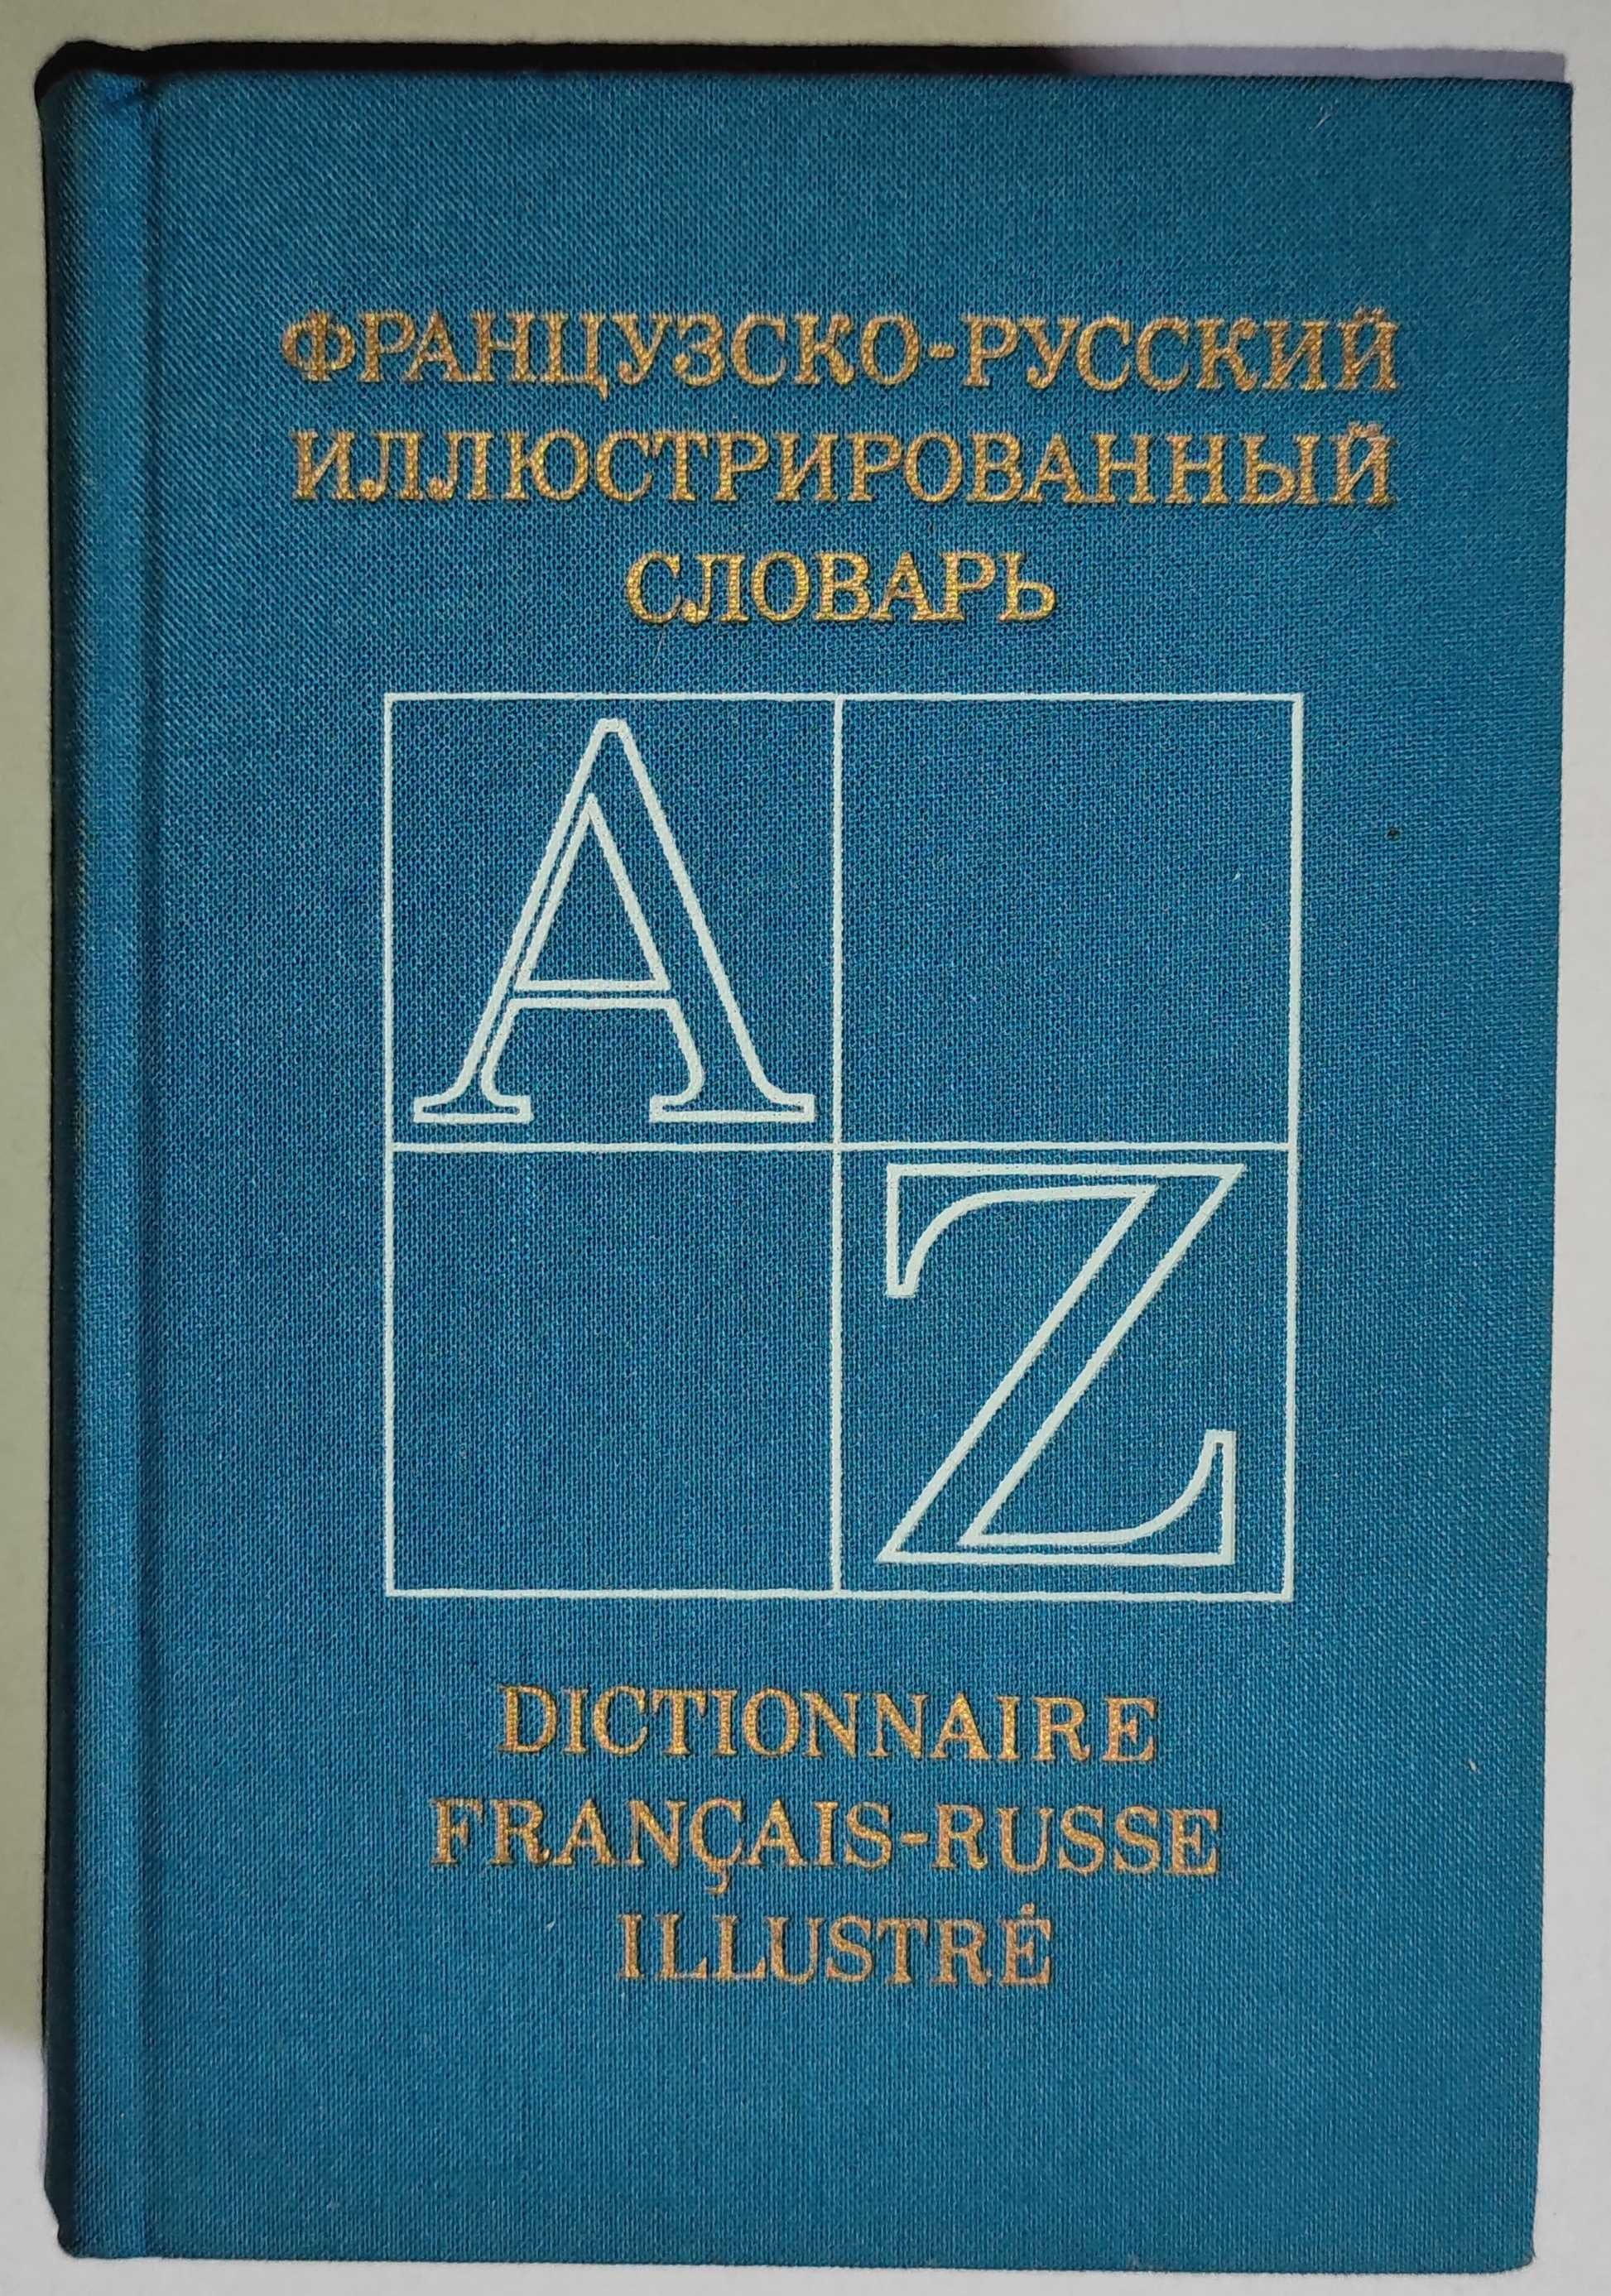 ФРАНЦУЗСКО-РУССКИЙ
ИЛЛЮСТРИРОВАННЫЙ
СЛОВАРЬ
A
Z
DICTIONNAIRE
FRANÇAIS-RUSSE
ILLUSTRÉ